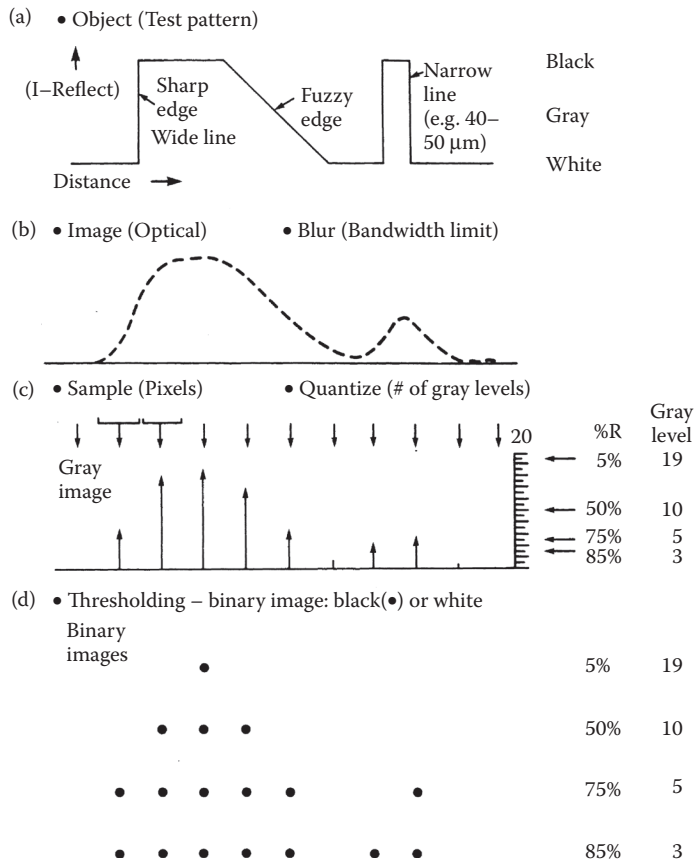 (a) • Object (Test pattern)
(I–Reflect)
Sharp
edge
Wide line
Fuzzy
edge
Narrow
line
(e.g. 40–
50 µm)
Black
Gray
White
Distance
(b) • Image (Optical) • Blur (Bandwidth limit)
(c) • Sample (Pixels) • Quantize (# of gray levels)
Gray
image
20
%R Gray
level
5% 19
50% 10
75% 5
85% 3
(d) • Thresholding – binary image: black(•) or white
Binary
images
5% 19
50% 10
75% 5
85% 3